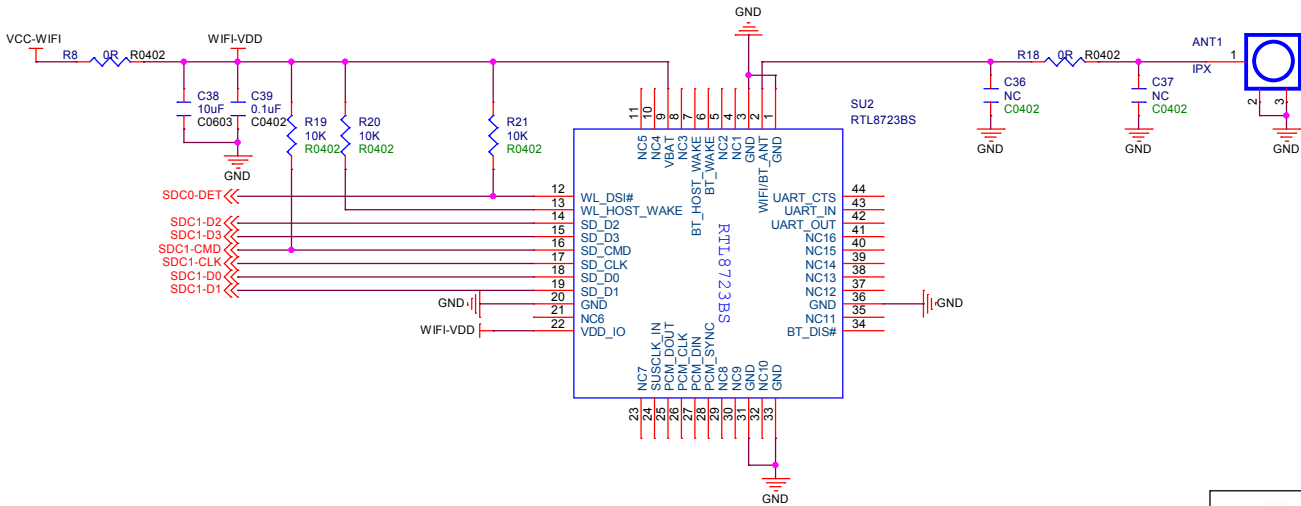 GND
VCC-WIFI
R8
0R
R0402
WIFI-VDD
R18
0R
R0402
ANT1
1
IPX
2
3
GND
C38
10uF
C0603
C39
0.1uF
C0402
GND
R19
10K
R0402
R20
10K
R0402
R21
10K
R0402
C36
NC
C0402
GND
C37
NC
C0402
GND
SU2
RTL8723BS
11 NC5
10 NC4
9 VBAT
8 NC3
7 BT_HOST_WAKE
6 BT_WAKE
5 NC2
4 NC1
3 GND
2 WIFI/BT_ANT
1 GND
SDC0-DET
SDC1-D2
SDC1-D3
SDC1-CMD
SDC1-CLK
SDC1-D0
SDC1-D1
GND
WIFI-VDD
12 WL_DSI#
13 WL_HOST_WAKE
14 SD_D2
15 SD_D3
16 SD_CMD
17 SD_CLK
18 SD_D0
19 SD_D1
20 GND
21 NC6
22 VDD_IO
RTL8723BS
UART_CTS 44
UART_IN 43
UART_OUT 42
NC16 41
NC15 40
NC14 39
NC13 38
NC12 37
GND 36
NC11 35
BT_DIS# 34
GND
NC7 23
SUSCLK_IN 24
PCM_DOUT 25
PCM_CLK 26
PCM_DIN 27
PCM_SYNC 28
NC8 29
NC9 30
GND 31
NC10 32
GND 33
GND